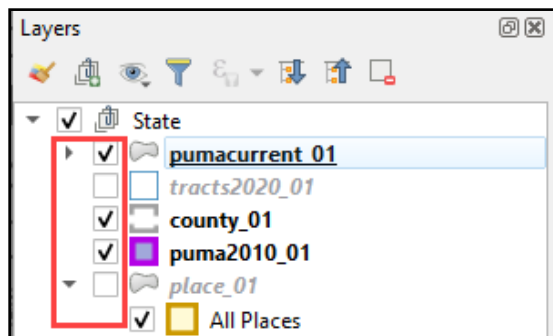 Layers
State
pumacurrent_01
tracts2020_01
county_01
puma2010_01
place_01
All Places